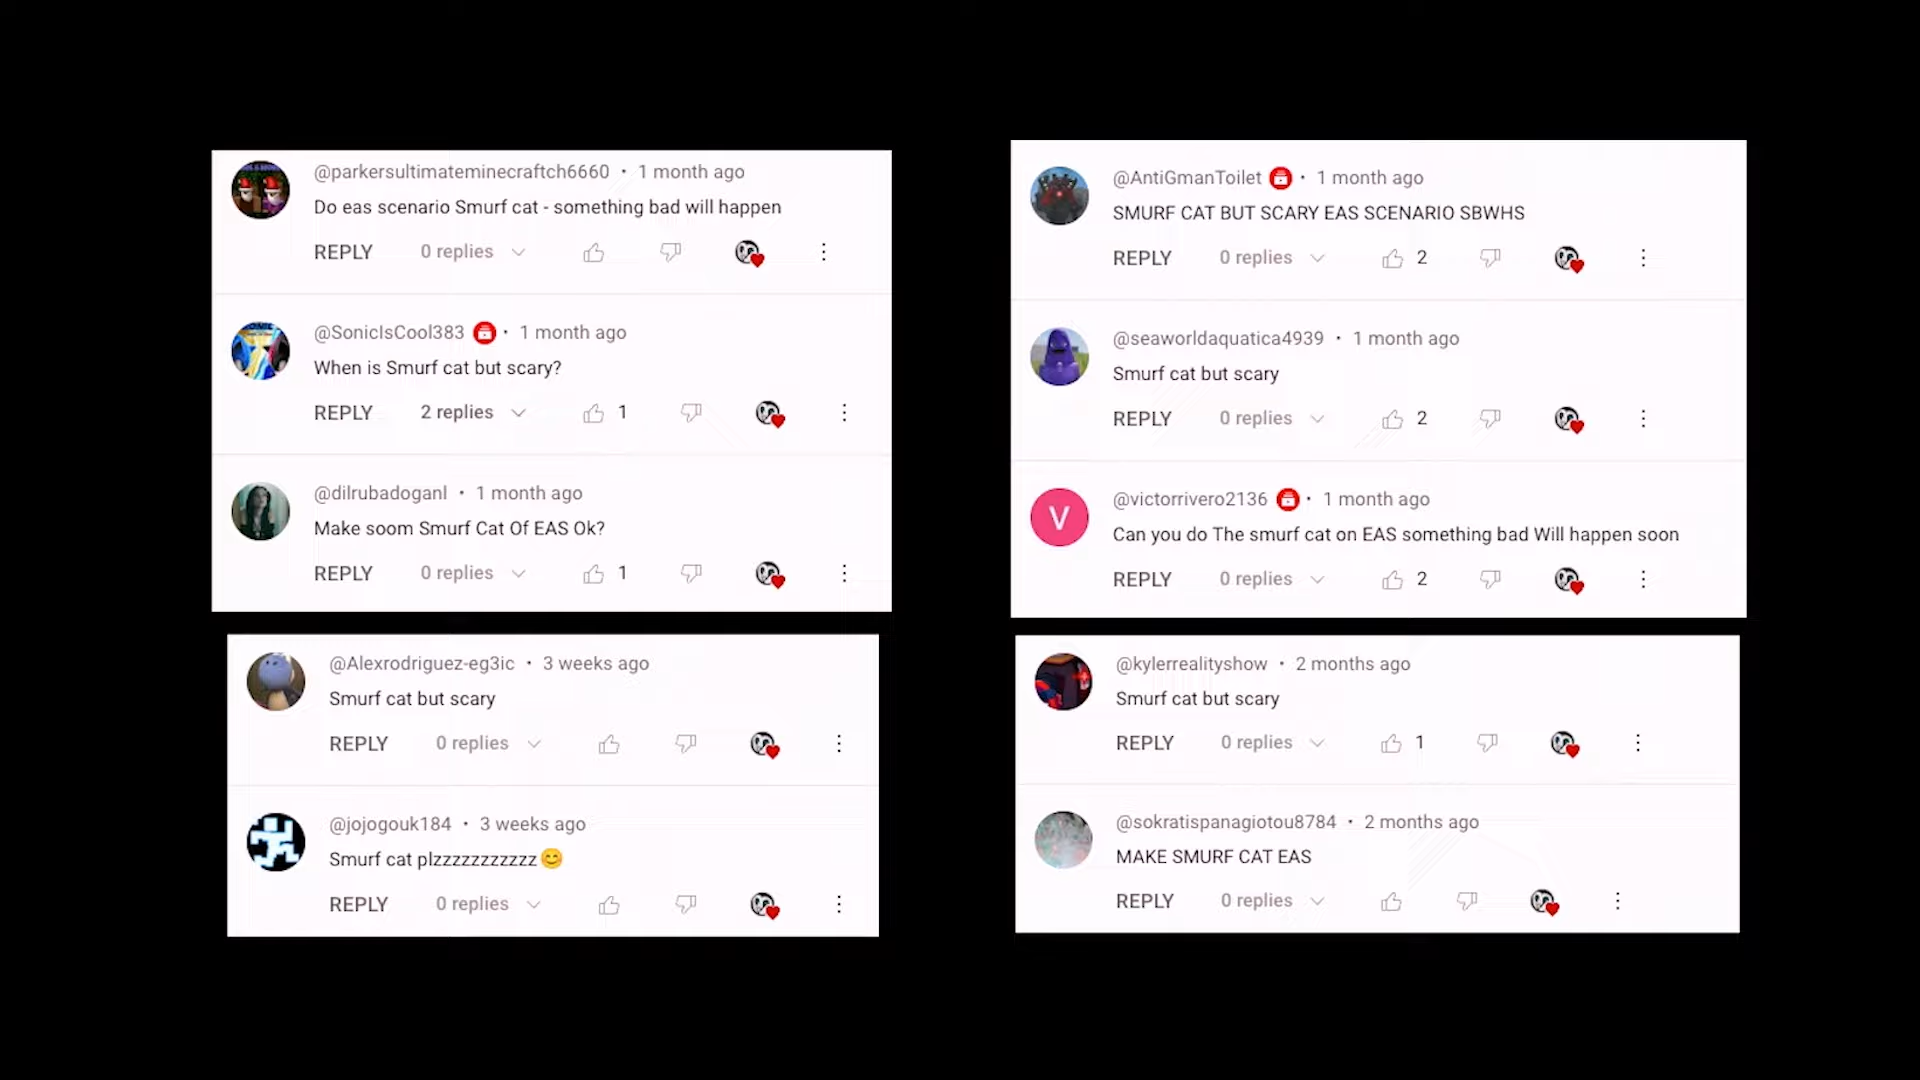 @parkersultimateminecraftch6660 • 1 month ago
Do eas scenario Smurf cat - something bad will happen
REPLY 0 replies
@SonicIsCool383 • 1 month ago
When is Smurf cat but scary?
REPLY 2 replies 1
@dilrubadoganl • 1 month ago
Make soom Smurf Cat Of EAS Ok?
REPLY 0 replies 1
@Alexrodriguez-eg3ic • 3 weeks ago
Smurf cat but scary
REPLY 0 replies
@jojogouk184 • 3 weeks ago
Smurf cat plzzzzzzzzzzz😊
REPLY 0 replies
@AntiGmanToilet • 1 month ago
SMURF CAT BUT SCARY EAS SCENARIO SBWHS
REPLY 0 replies 2
@seaworldaquatica4939 • 1 month ago
Smurf cat but scary
REPLY 0 replies 2
V
@victorrivero2136 • 1 month ago
Can you do The smurf cat on EAS something bad Will happen soon
REPLY 0 replies 2
@kylerrealityshow • 2 months ago
Smurf cat but scary
REPLY 0 replies 1
@sokratispanagiotou8784 • 2 months ago
MAKE SMURF CAT EAS
REPLY 0 replies